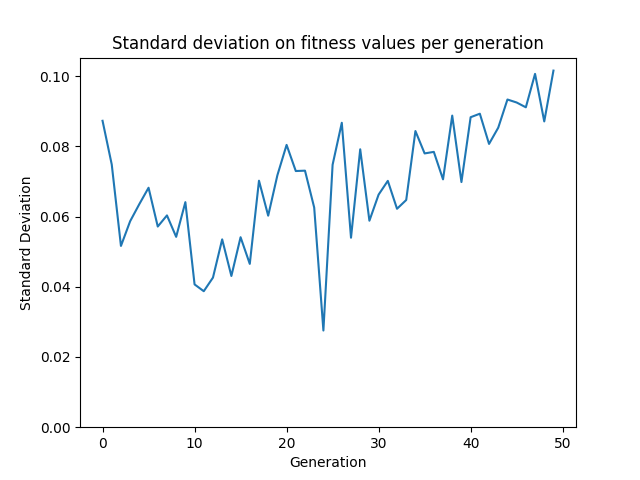 Standard deviation on fitness values per generation
0.10
0.08
0.06
0.04
0.02
0.00
Standard Deviation
0 10 20 30 40 50
Generation